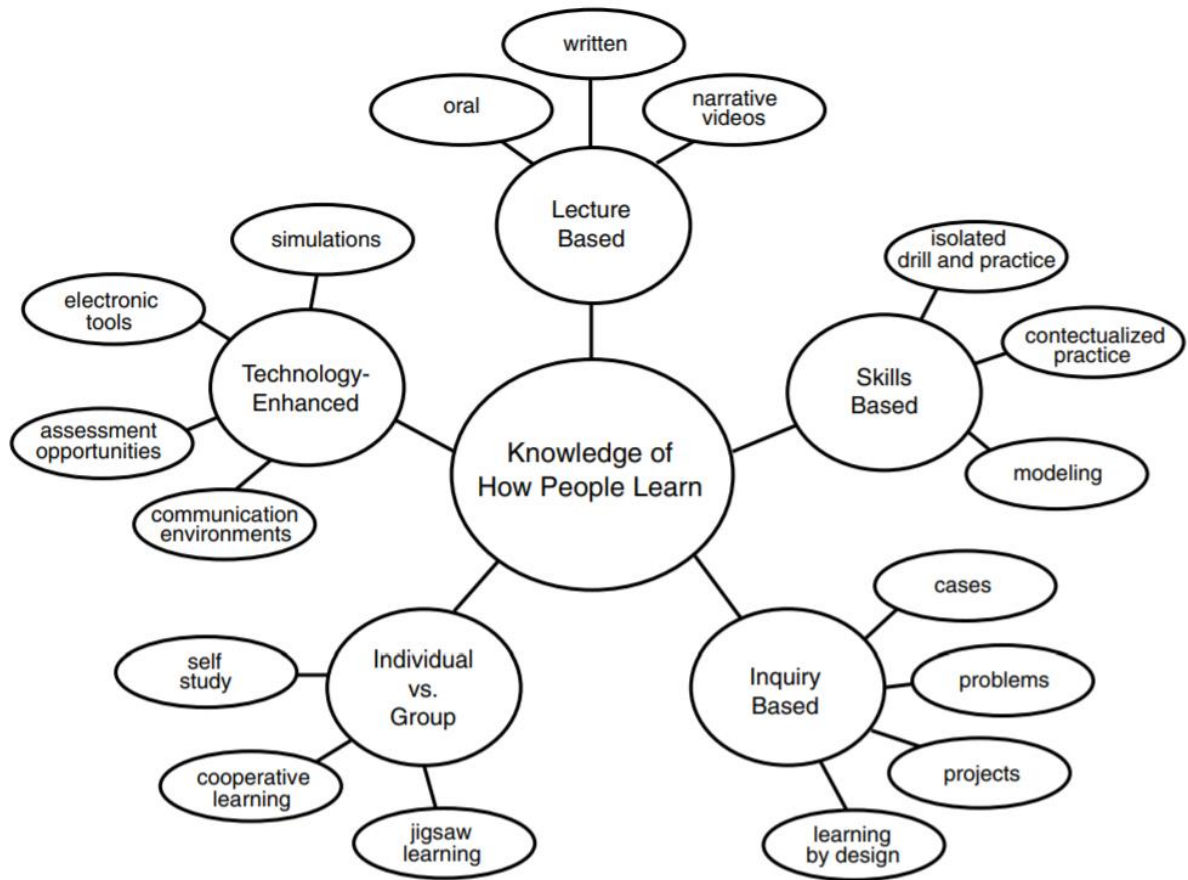 written
oral
narrative
videos
Lecture
Based
simulations
electronic
tools
Technology-
Enhanced
assessment
opportunities
communication
environments
isolated
drill and practice
contectualized
practice
Skills
Based
modeling
Knowledge of
How People Learn
self
study
Individual
vs.
Group
cooperative
learning
jigsaw
learning
cases
Inquiry
Based
problems
projects
learning
by design